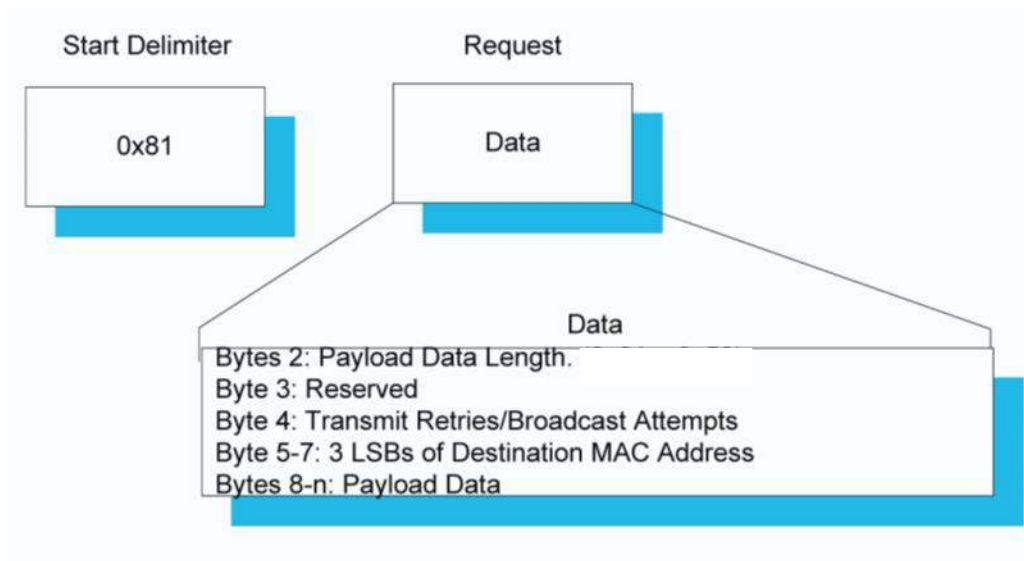 Start Delimiter
Request
0x81
Data
Data
Bytes 2: Payload Data Length.
Byte 3: Reserved
Byte 4: Transmit Retries/Broadcast Attempts
Byte 5-7: 3 LSBs of Destination MAC Address
Bytes 8-n: Payload Data